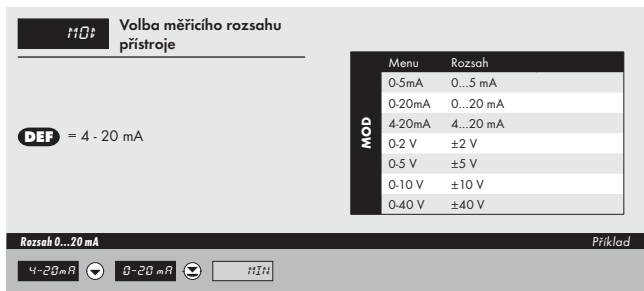 MOD
Volba měřicího rozsahu
přístroje
DEF = 4 - 20 mA
MOD
Menu Rozsah
0-5mA 0...5 mA
0-20mA 0...20 mA
4-20mA 4...20 mA
0-2 V ±2 V
0-5 V ±5 V
0-10 V ±10 V
0-40 V ±40 V
Rozsah 0...20 mA Příklad
4-20mA 0-20 mA MIN